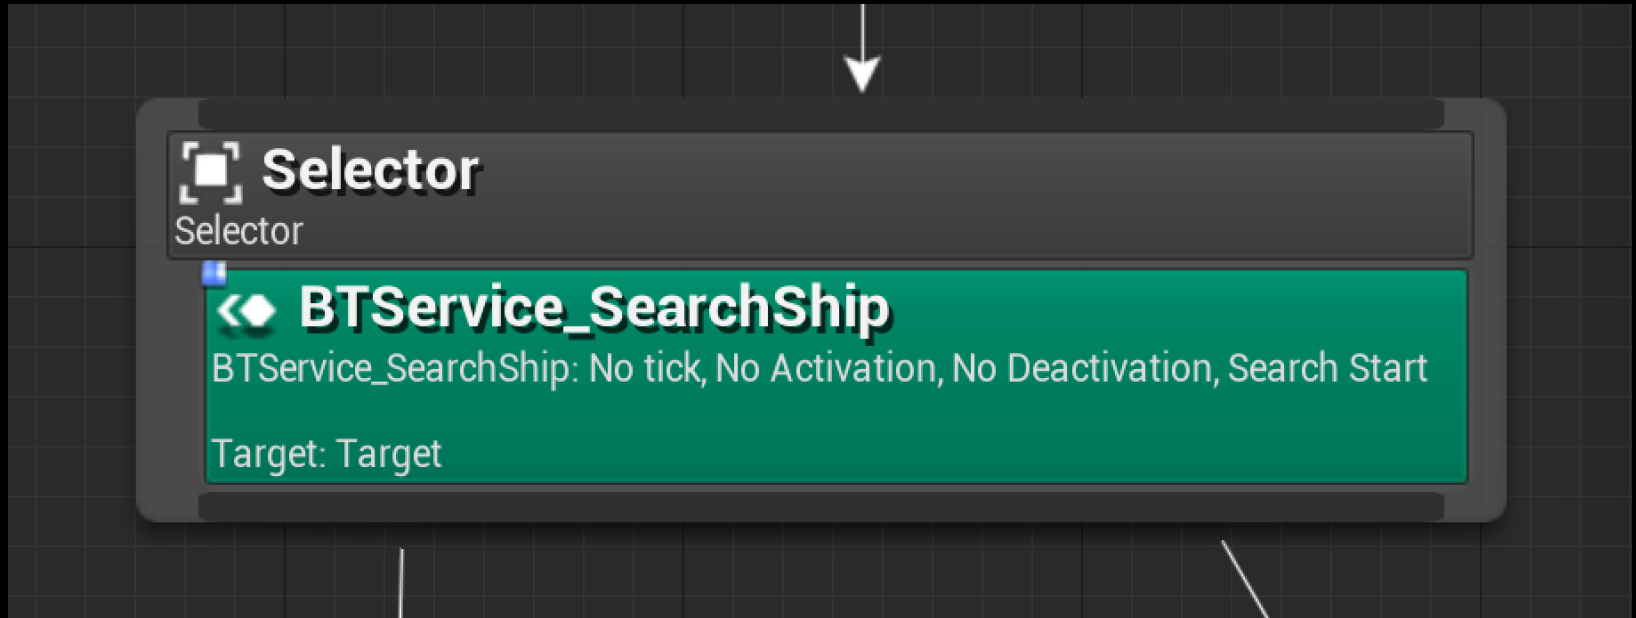 Selector
Selector
BTService_SearchShip
BTService_SearchShip: No tick, No Activation, No Deactivation, Search Start
Target: Target